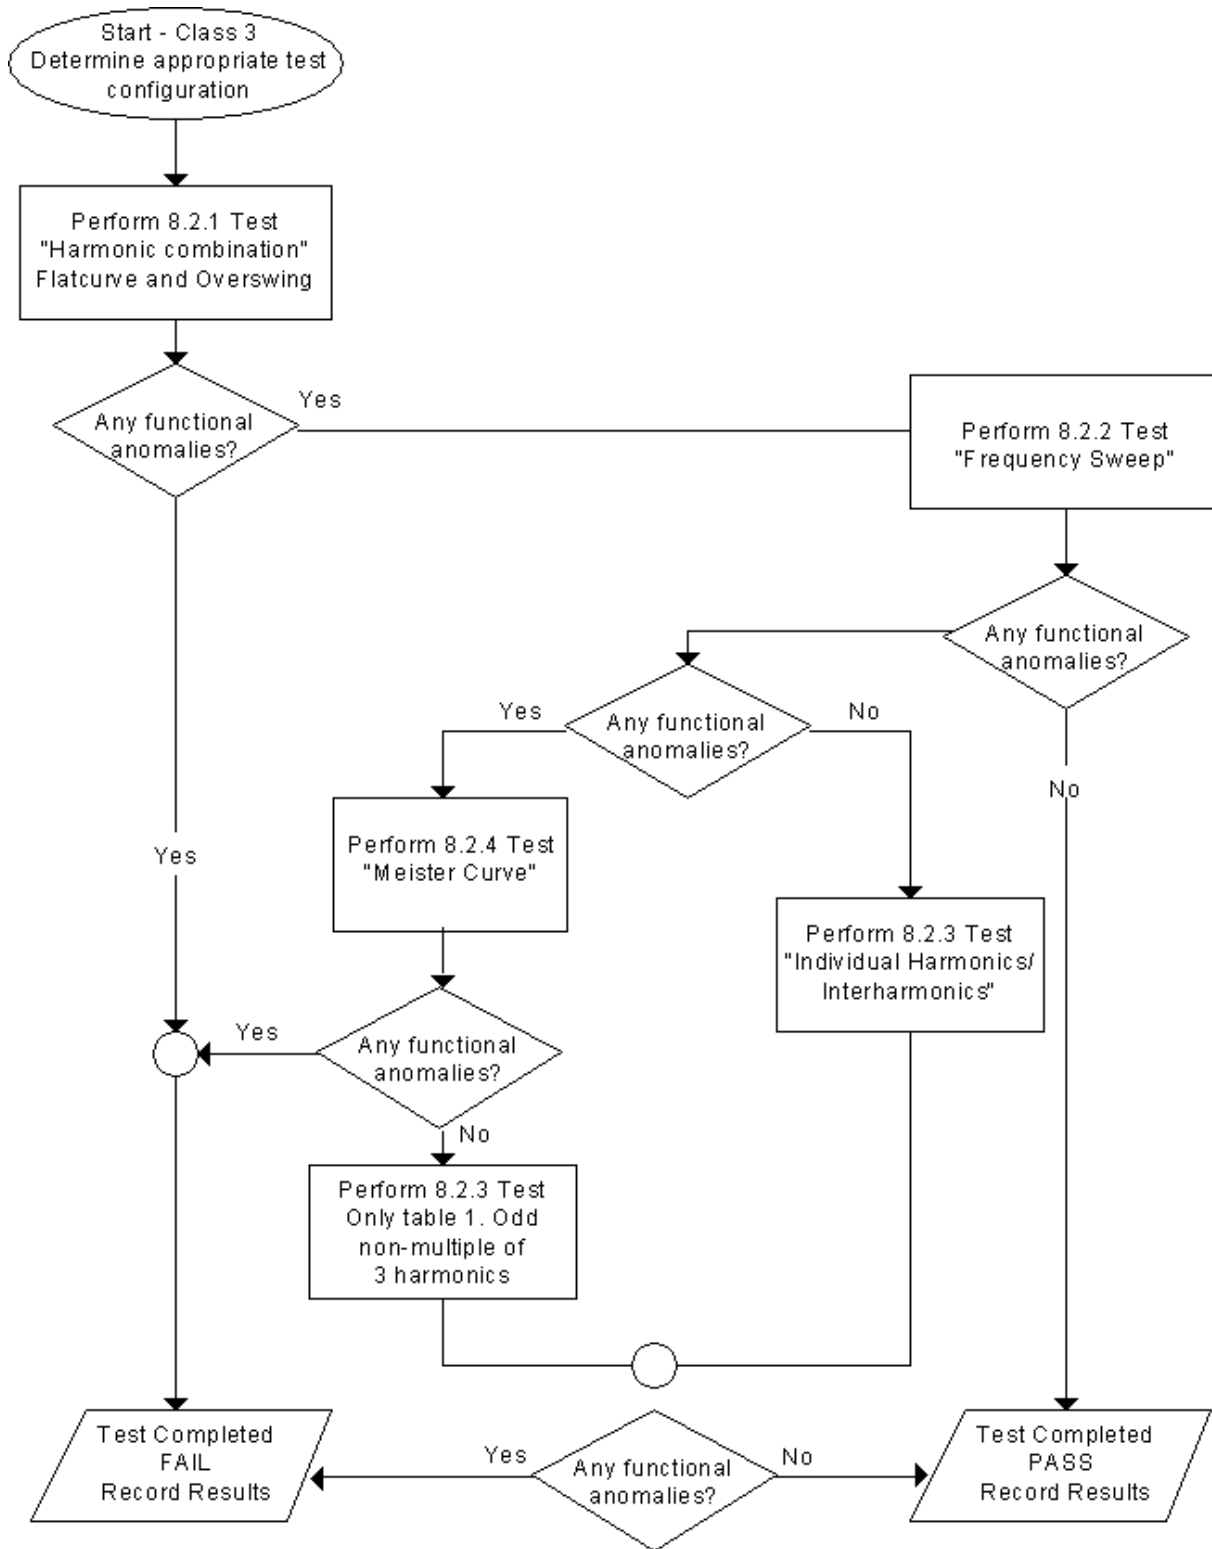 Start - Class 3
Determine appropriate test
configuration
Perform 8.2.1 Test
"Harmonic combination"
Flatcurve and Overswing
Any functional
anomalies?
Yes
Perform 8.2.2 Test
"Frequency Sweep"
Any functional
anomalies?
Yes
Any functional
anomalies?
No
No
Perform 8.2.4 Test
"Meister Curve"
Yes
Perform 8.2.3 Test
"Individual Harmonics/
Interharmonics"
Yes
Any functional
anomalies?
No
Perform 8.2.3 Test
Only table 1. Odd
non-multiple of
3 harmonics
Test Completed
FAIL
Record Results
Yes
Any functional
anomalies?
No
Test Completed
PASS
Record Results